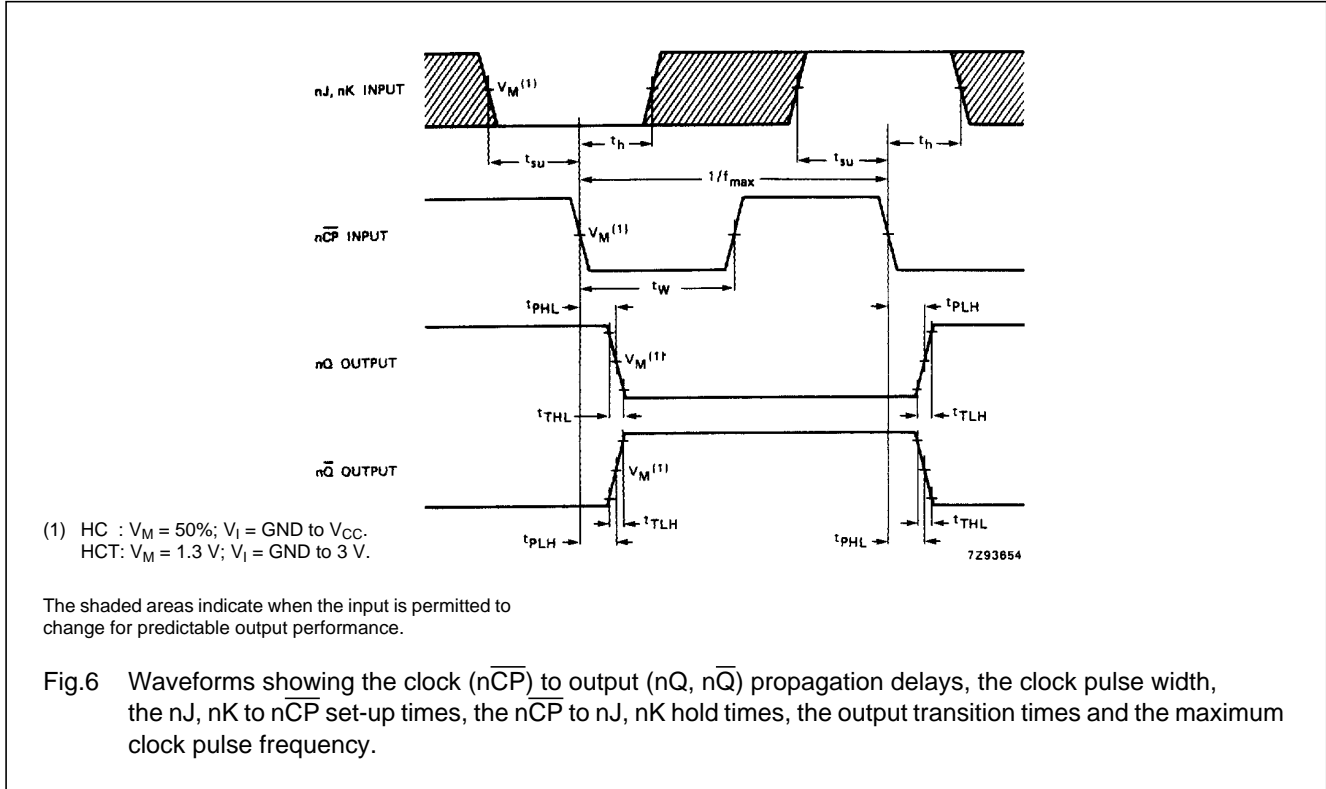 nJ, nK INPUT
V_M(1)
t_h
t_su
t_su
t_h
1/f_max
nC̅P̅ INPUT
V_M(1)
t_W
t_PHL
t_PLH
nQ OUTPUT
V_M(1)
t_THL
t_TLH
nQ̅ OUTPUT
V_M(1)
t_TLH
t_THL
t_PLH
t_PHL
7Z93654
(1) HC : V_M = 50%; V_I = GND to V_CC.
HCT: V_M = 1.3 V; V_I = GND to 3 V.
The shaded areas indicate when the input is permitted to
change for predictable output performance.
Fig.6 Waveforms showing the clock (nC̅P̅) to output (nQ, nQ̅) propagation delays, the clock pulse width,
the nJ, nK to nC̅P̅ set-up times, the nC̅P̅ to nJ, nK hold times, the output transition times and the maximum
clock pulse frequency.